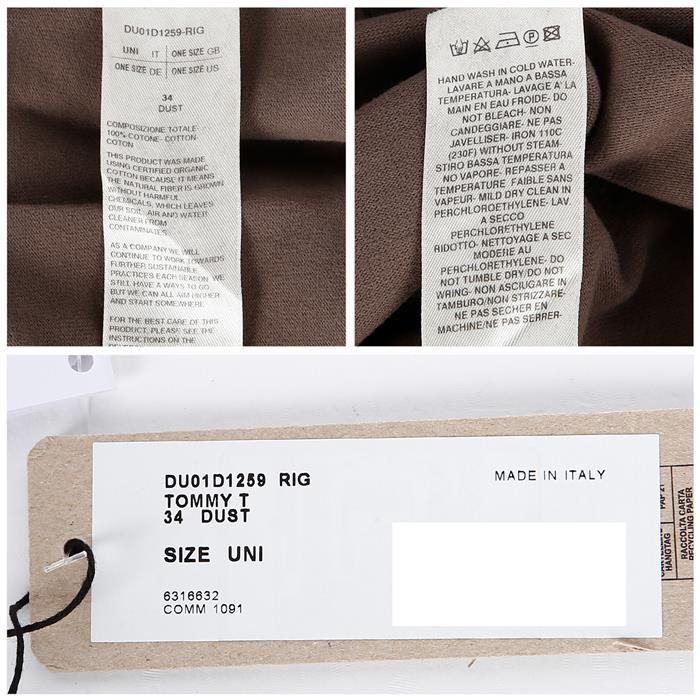 DU01D1259-RIG
UNI IT ONE SIZE GB
ONE SIZE DE ONE SIZE US
34
DUST
COMPOSIZIONE TOTALE-
100% COTONE- COTTON
COTON
THIS PRODUCT WAS MADE
USING CERTIFIED ORGANIC
COTTON BECAUSE IT MEANS
THE NATURAL FIBER IS GROWN
WITHOUT HARMFUL
CHEMICALS, WHICH LEAVES
OUR SOIL, AIR AND WATER
CLEANER FROM
CONTAMINATES
AS A COMPANY WE WILL
CONTINUE TO WORK TOWARDS
FURTHER SUSTAINABLE
PRACTICES EACH SEASON. WE
STILL HAVE A WAYS TO GO
BUT WE CAN ALL AIM HIGHER
AND START SOMEWHERE
FOR THE BEST CARE OF THIS
PRODUCT, PLEASE SEE THE
INSTRUCTIONS ON THE
HAND WASH IN COLD WATER-
LAVARE A MANO A BASSA
TEMPERATURA- LAVAGE A' LA
MAIN EN EAU FROIDE- DO
NOT BLEACH- NON
CANDEGGIARE- NE PAS
JAVELLISER- IRON 110C
(230F) WITHOUT STEAM-
STIRO BASSA TEMPERATURA
NO VAPORE- REPASSER A
TEMPERATURE FAIBLE SANS
VAPEUR- MILD DRY CLEAN IN
PERCHLOROETHYLENE- LAV.
A SECCO
PERCHLORETHYLENE
RIDOTTO- NETTOYAGE A SEC
MODERE AU
PERCHLOROETHYLENE- DO
NOT TUMBLE DRY/DO NOT
WRING- NON ASCIUGARE IN
TAMBURO/NON STRIZZARE-
NE PAS SECHER EN
MACHINE/NE PAS SERRER-
DU01D1259 RIG
TOMMY T
34 DUST
SIZE UNI
6316632
COMM 1091
MADE IN ITALY
HANGTAG
PAP 21
RACCOLTA CARTA
RECYCLING PAPER